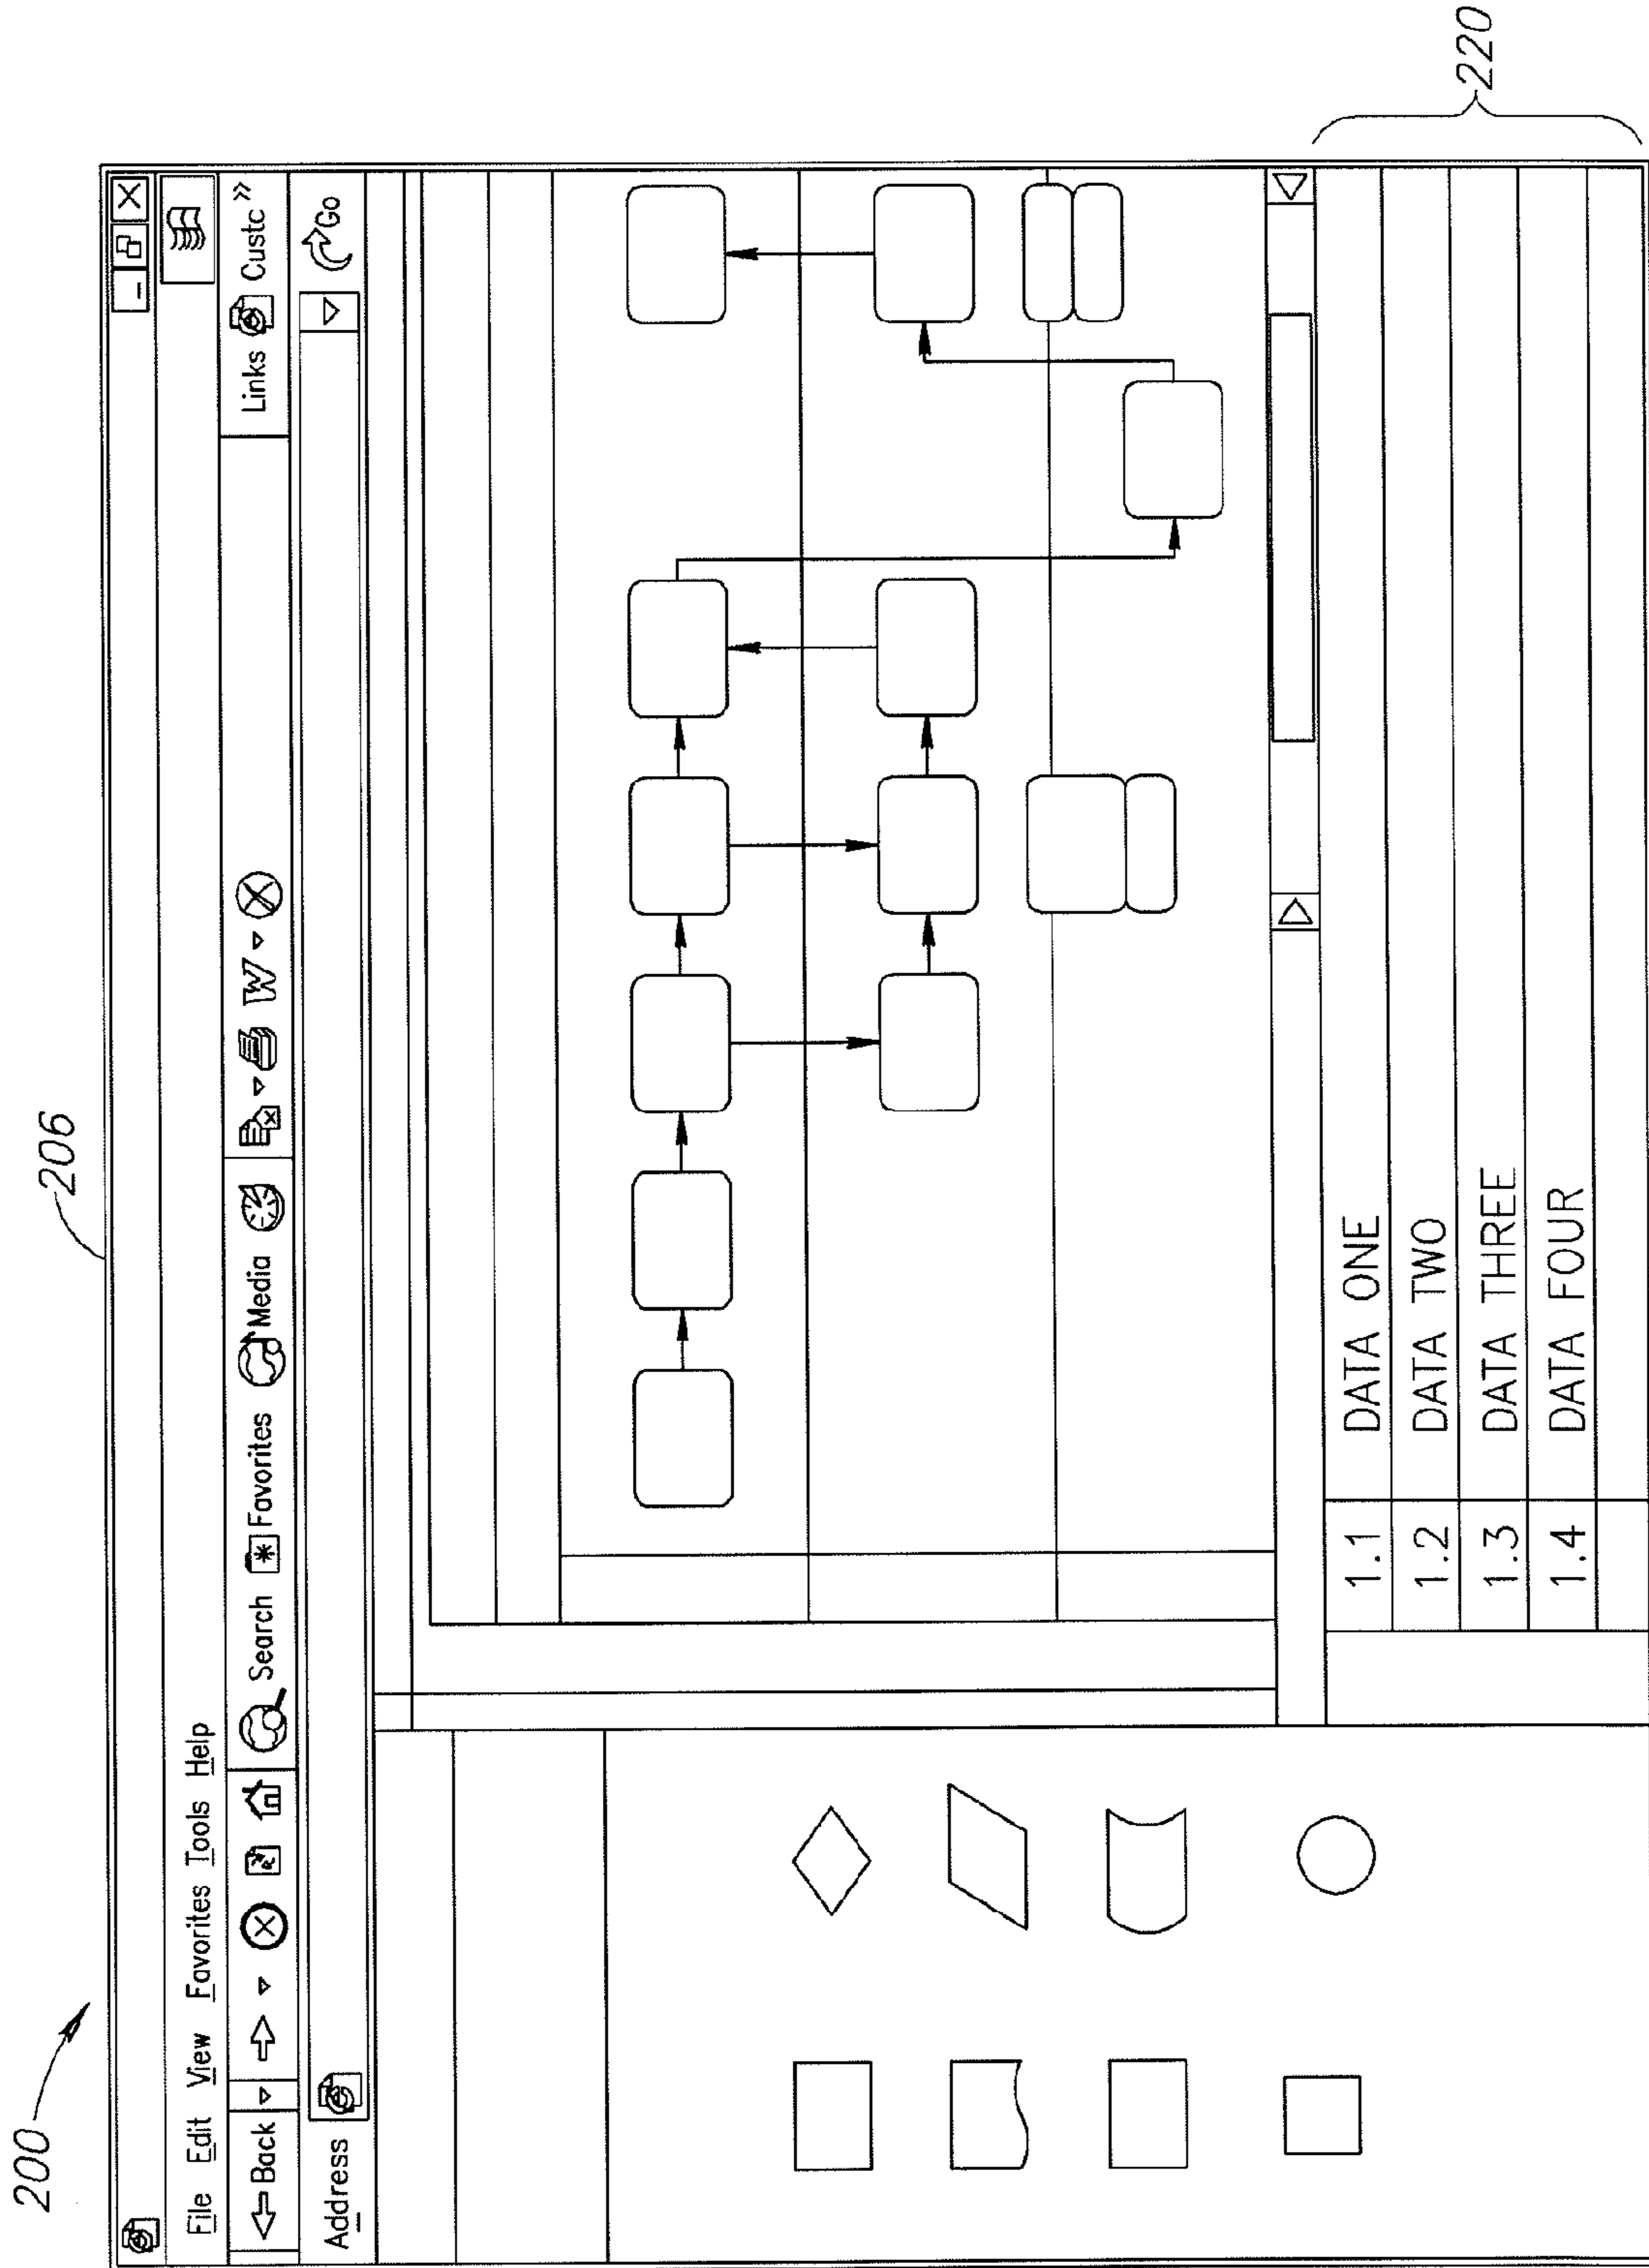 200
206
File Edit View Favorites Tools Help
Back Search Favorites Media W Links Custc »
Address Go
1.1 DATA ONE
1.2 DATA TWO
1.3 DATA THREE
1.4 DATA FOUR
220